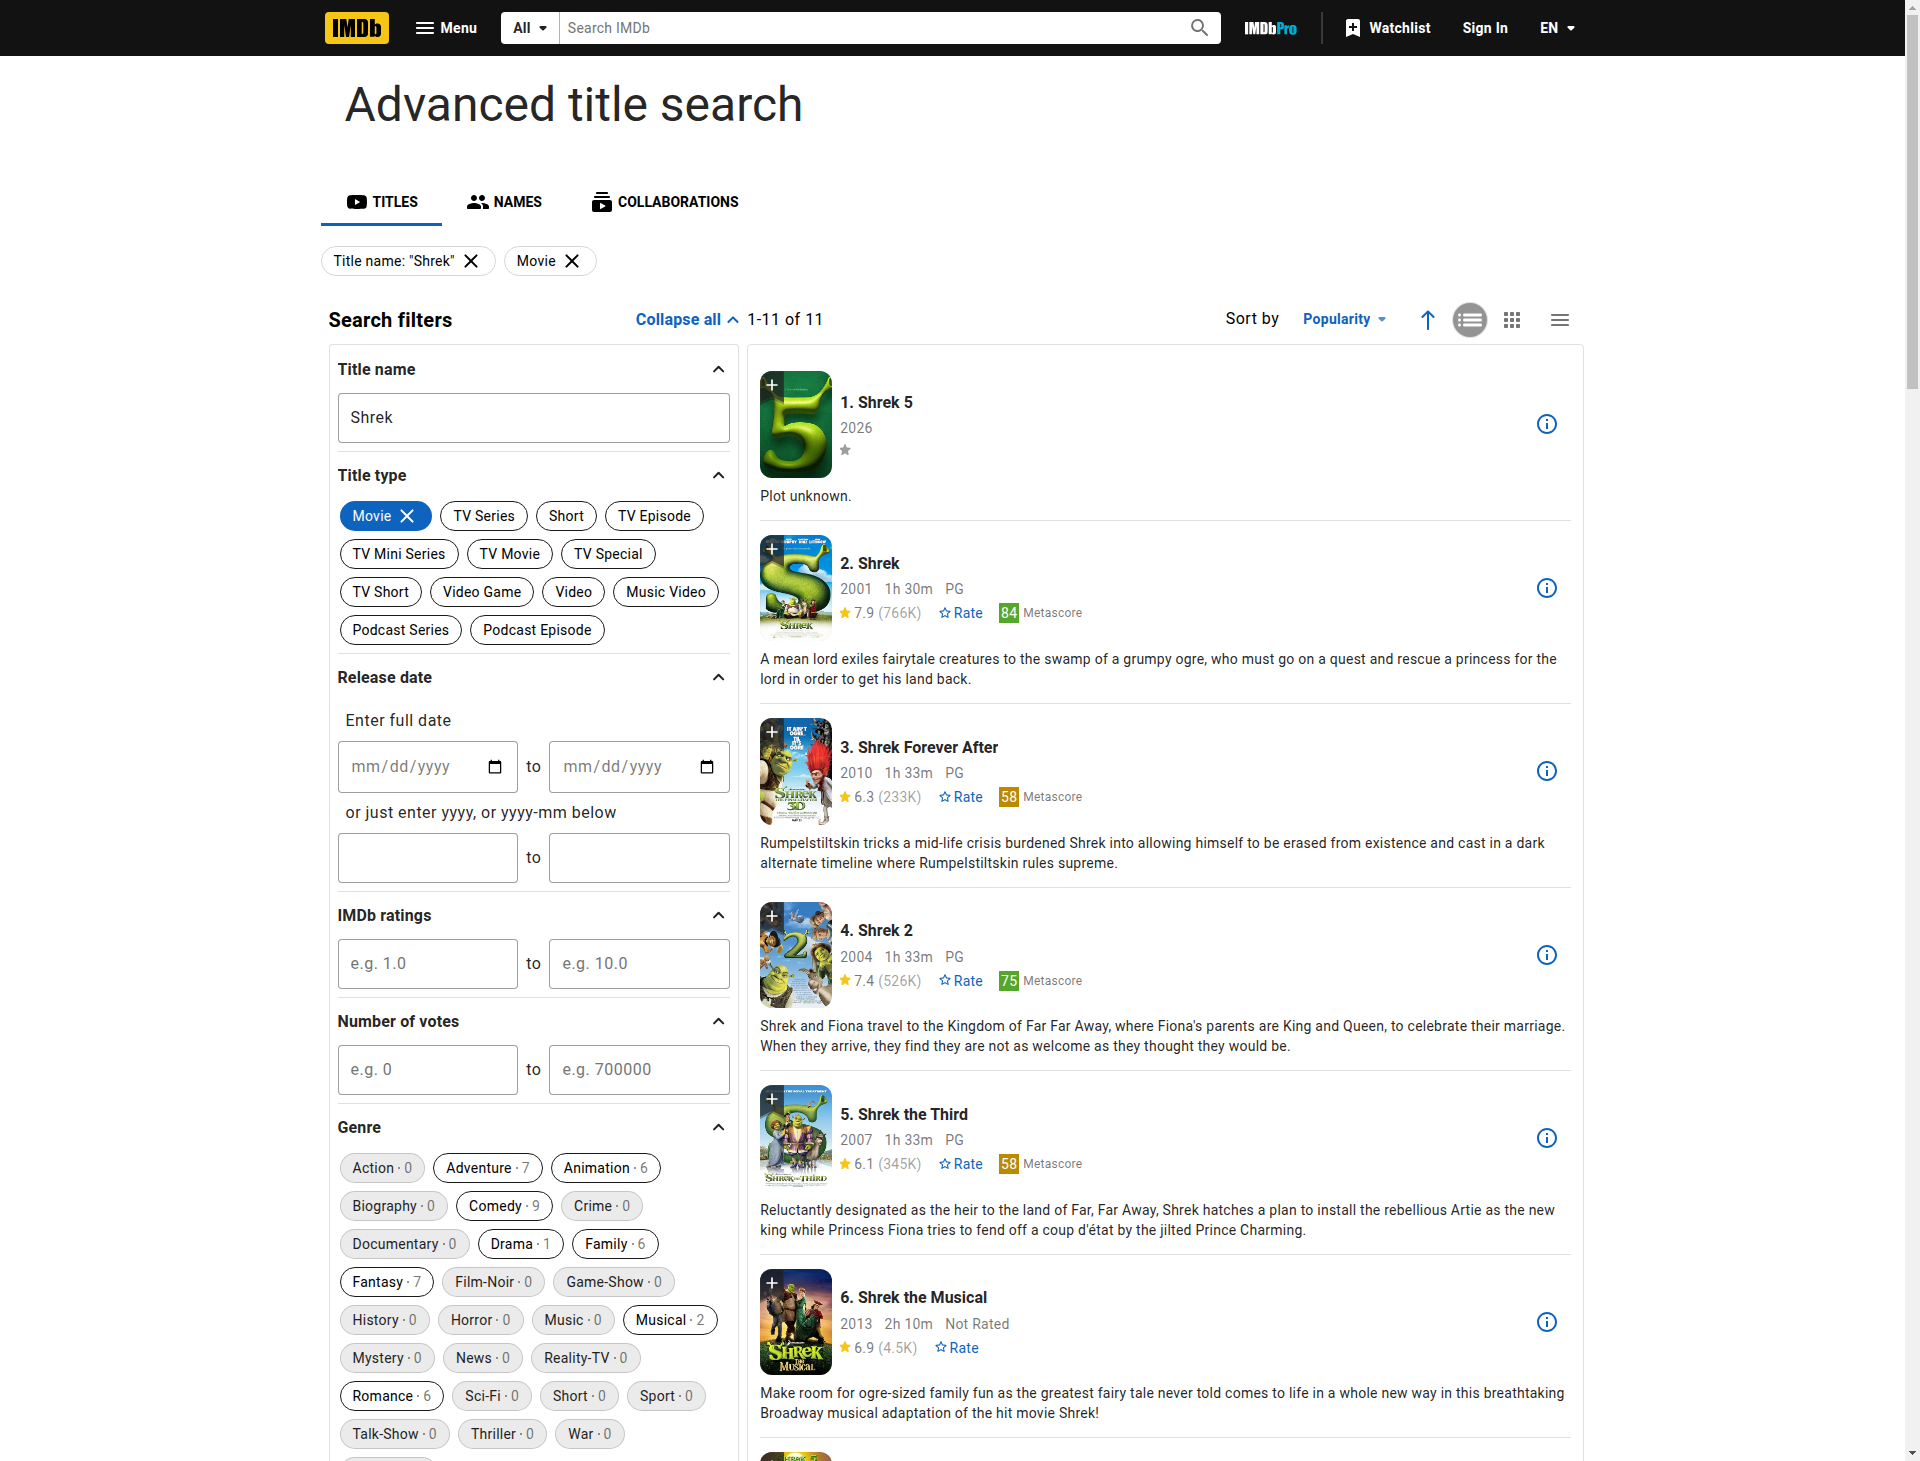 IMDb Menu All Search IMDb IMDbPro Watchlist Sign In EN
Advanced title search
TITLES NAMES COLLABORATIONS
Title name: "Shrek" Movie
Search filters Collapse all 1-11 of 11 Sort by Popularity
Title name
Shrek
Title type
Movie TV Series Short TV Episode
TV Mini Series TV Movie TV Special
TV Short Video Game Video Music Video
Podcast Series Podcast Episode
Release date
Enter full date
mm/dd/yyyy to mm/dd/yyyy
or just enter yyyy, or yyyy-mm below
to
IMDb ratings
e.g. 1.0 to e.g. 10.0
Number of votes
e.g. 0 to e.g. 700000
Genre
Action · 0 Adventure · 7 Animation · 6
Biography · 0 Comedy · 9 Crime · 0
Documentary · 0 Drama · 1 Family · 6
Fantasy · 7 Film-Noir · 0 Game-Show · 0
History · 0 Horror · 0 Music · 0 Musical · 2
Mystery · 0 News · 0 Reality-TV · 0
Romance · 6 Sci-Fi · 0 Short · 0 Sport · 0
Talk-Show · 0 Thriller · 0 War · 0
1. Shrek 5
2026
Plot unknown.
SHREK
2. Shrek
2001 1h 30m PG
7.9 (766K) Rate 84 Metascore
A mean lord exiles fairytale creatures to the swamp of a grumpy ogre, who must go on a quest and rescue a princess for the
lord in order to get his land back.
IT AIN'T
OGRE
TIL
IT'S
OGRE
SHREK
3D
3. Shrek Forever After
2010 1h 33m PG
6.3 (233K) Rate 58 Metascore
Rumpelstiltskin tricks a mid-life crisis burdened Shrek into allowing himself to be erased from existence and cast in a dark
alternate timeline where Rumpelstiltskin rules supreme.
2
4. Shrek 2
2004 1h 33m PG
7.4 (526K) Rate 75 Metascore
Shrek and Fiona travel to the Kingdom of Far Far Away, where Fiona's parents are King and Queen, to celebrate their marriage.
When they arrive, they find they are not as welcome as they thought they would be.
SHREK THE THIRD
5. Shrek the Third
2007 1h 33m PG
6.1 (345K) Rate 58 Metascore
Reluctantly designated as the heir to the land of Far, Far Away, Shrek hatches a plan to install the rebellious Artie as the new
king while Princess Fiona tries to fend off a coup d'état by the jilted Prince Charming.
SHREK
THE
MUSICAL
6. Shrek the Musical
2013 2h 10m Not Rated
6.9 (4.5K) Rate
Make room for ogre-sized family fun as the greatest fairy tale never told comes to life in a whole new way in this breathtaking
Broadway musical adaptation of the hit movie Shrek!